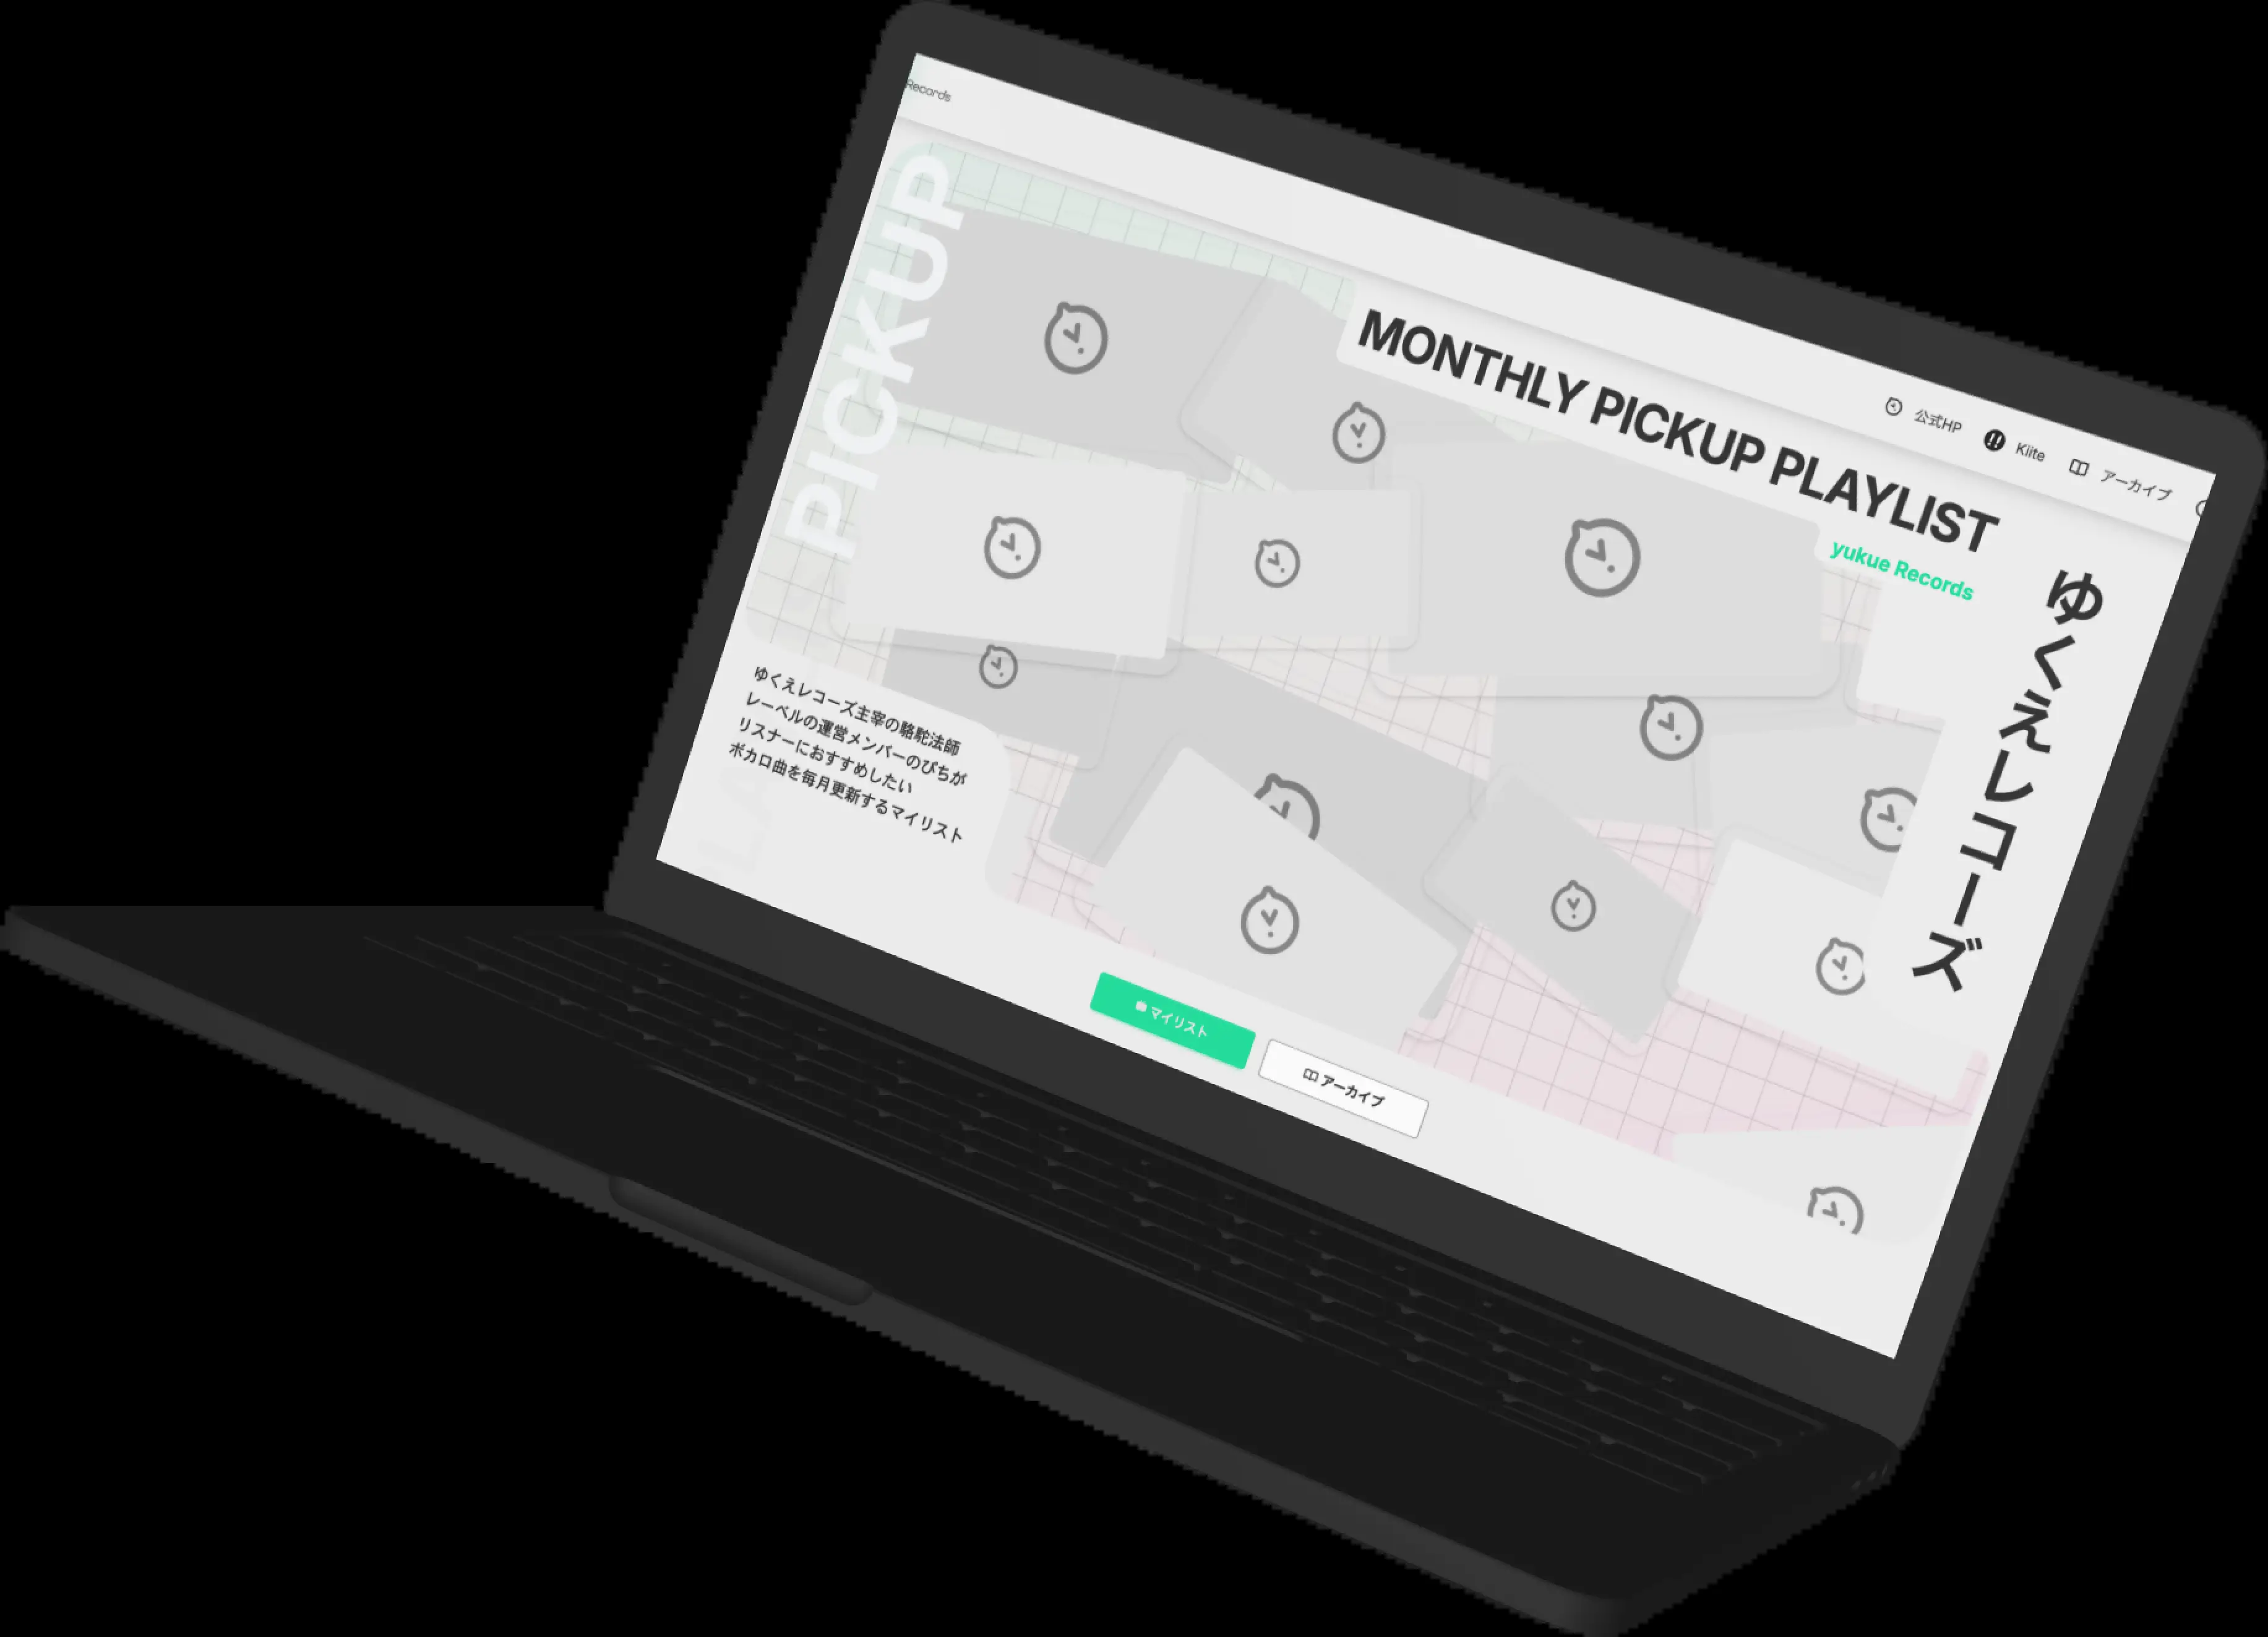 Records
公式HP
Kiite
アーカイブ
PICKUP
MONTHLY PICKUP PLAYLIST
yukue Records
ゆくえレコーズ
ゆくえレコーズ主宰の駱駝法師
レーベルの運営メンバーのぴちが
リスナーにおすすめしたい
ボカロ曲を毎月更新するマイリスト
LA
マイリスト
アーカイブ